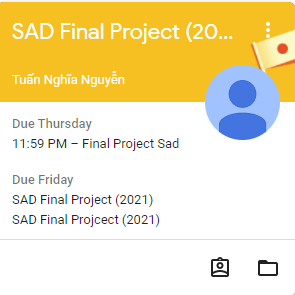 SAD Final Project (20...
Tuấn Nghĩa Nguyễn
Due Thursday
11:59 PM – Final Project Sad
Due Friday
SAD Final Project (2021)
SAD Final Projcect (2021)